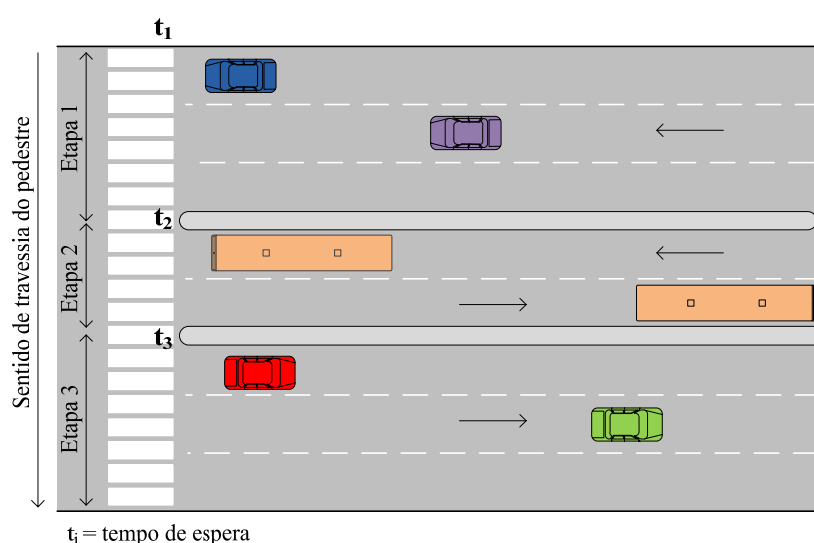 t1
Sentido de travessia do pedestre
Etapa 1
t2
Etapa 2
t3
Etapa 3
ti = tempo de espera